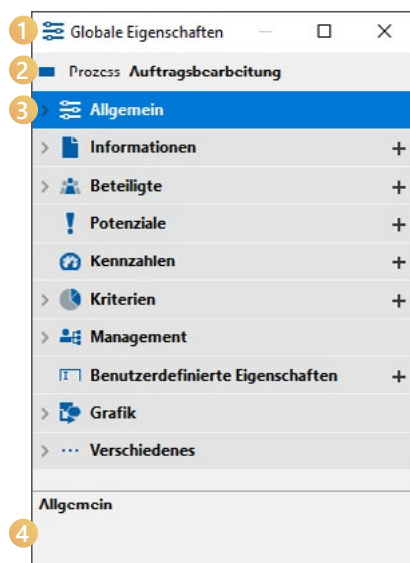 1 Globale Eigenschaften
2 Prozess Auftragsbearbeitung
3 Allgemein
Informationen +
Beteiligte +
Potenziale +
Kennzahlen +
Kriterien +
Management
Benutzerdefinierte Eigenschaften +
Grafik
Verschiedenes
Allgemein
4